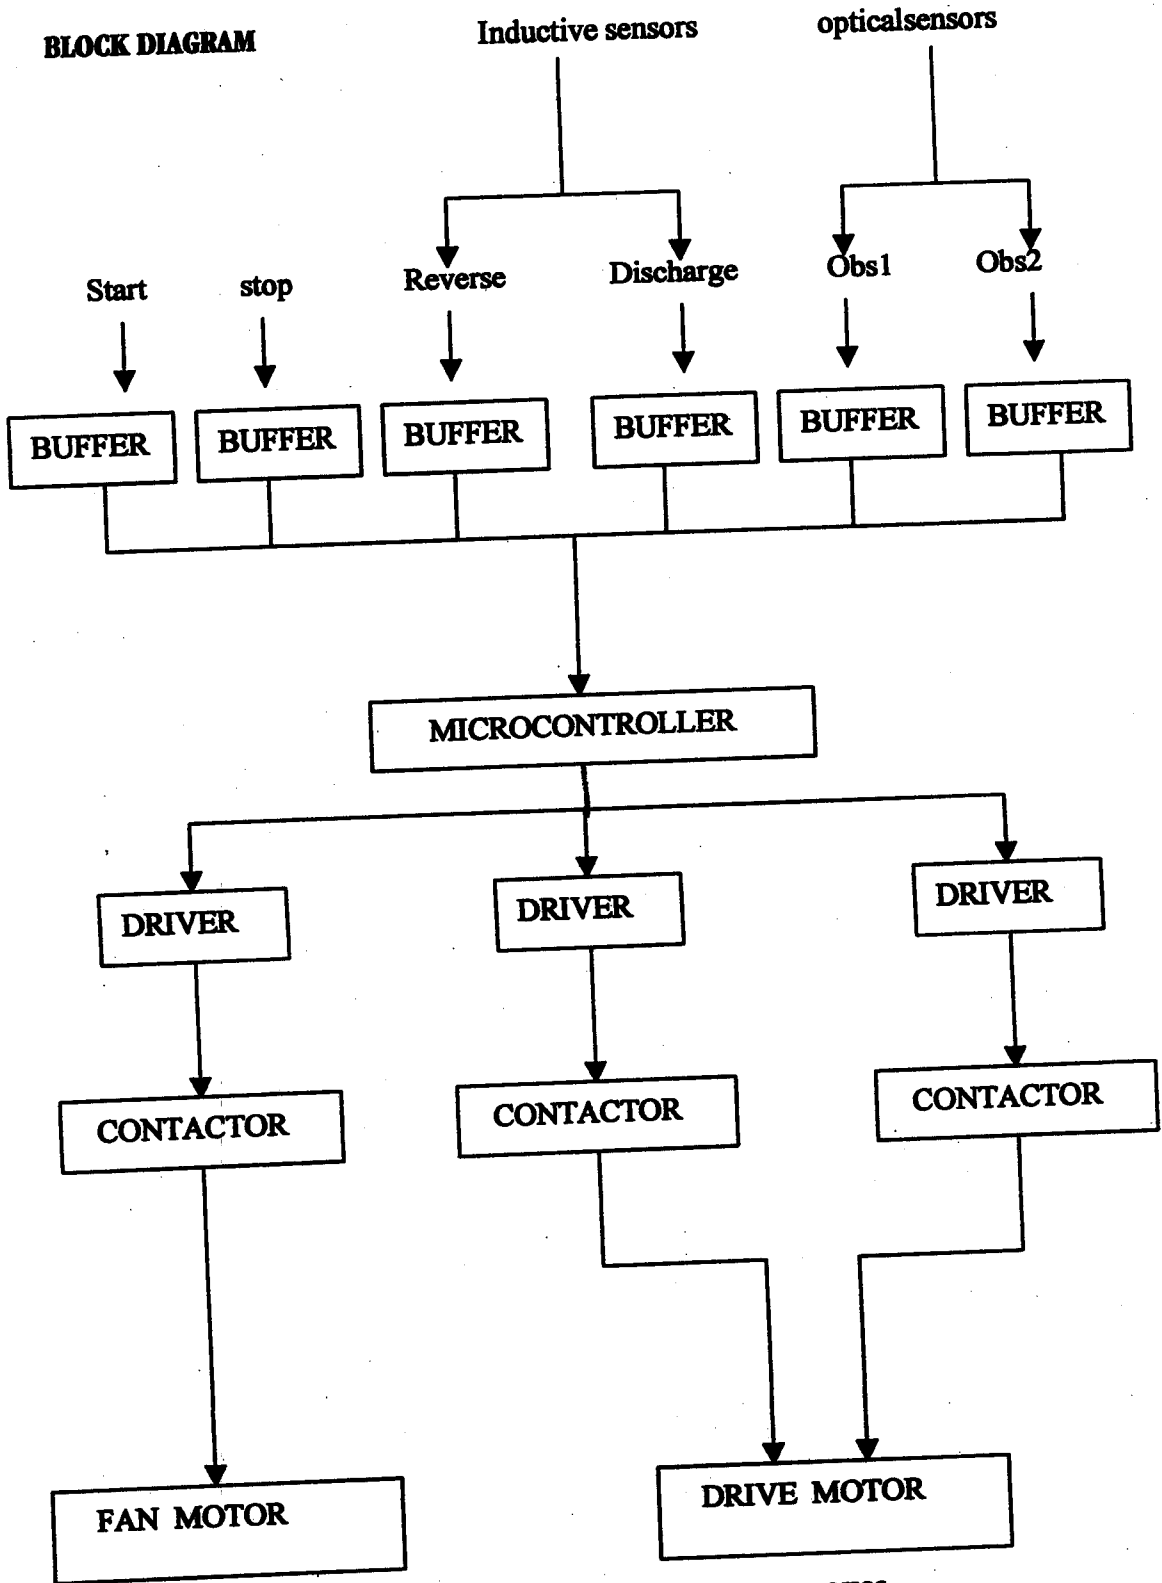 BLOCK DIAGRAM
Inductive sensors
opticalsensors
Start
stop
Reverse
Discharge
Obs1
Obs2
BUFFER
BUFFER
BUFFER
BUFFER
BUFFER
BUFFER
MICROCONTROLLER
DRIVER
DRIVER
DRIVER
CONTACTOR
CONTACTOR
CONTACTOR
FAN MOTOR
DRIVE MOTOR